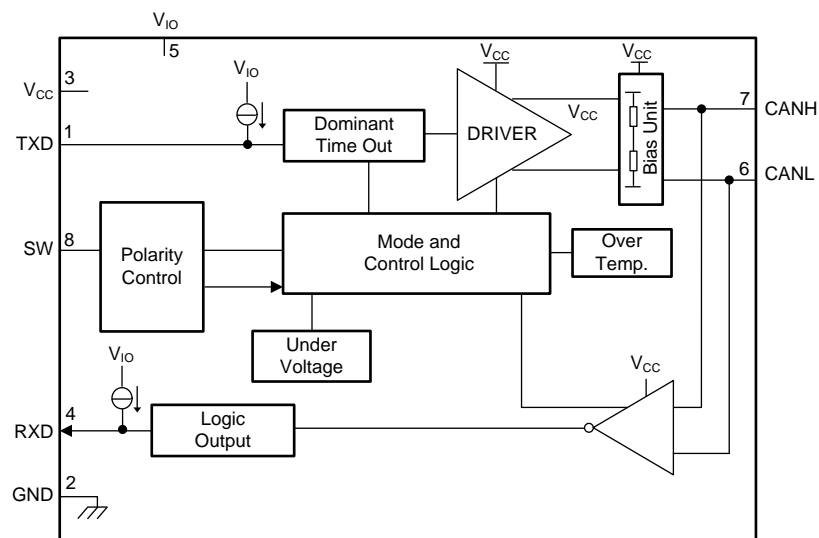 VIO
5
VCC
3
TXD
1
VIO
Dominant
Time Out
VCC
DRIVER
VCC
VCC
Bias Unit
7
CANH
6
CANL
SW
8
Polarity
Control
Mode and
Control Logic
Over
Temp.
Under
Voltage
VIO
VCC
RXD
4
Logic
Output
GND
2